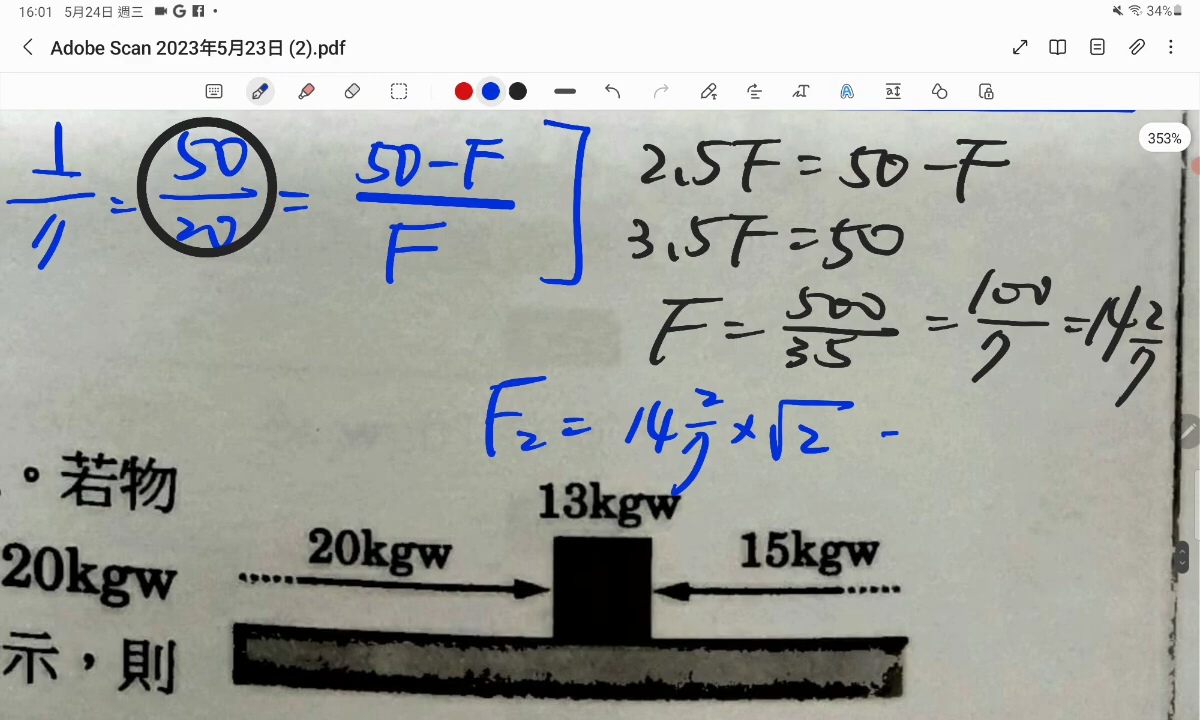 16:01 5月24日 週三 34%
Adobe Scan 2023年5月23日 (2).pdf
353%
1/μ = 50/20 = (50-F)/F ]
2.5F = 50-F
3.5F = 50
F = 500/35 = 100/7 = 14 2/7
F₂ = 14 2/7 × √2 -
。若物
20kgw
示，則
13kgw
20kgw
15kgw